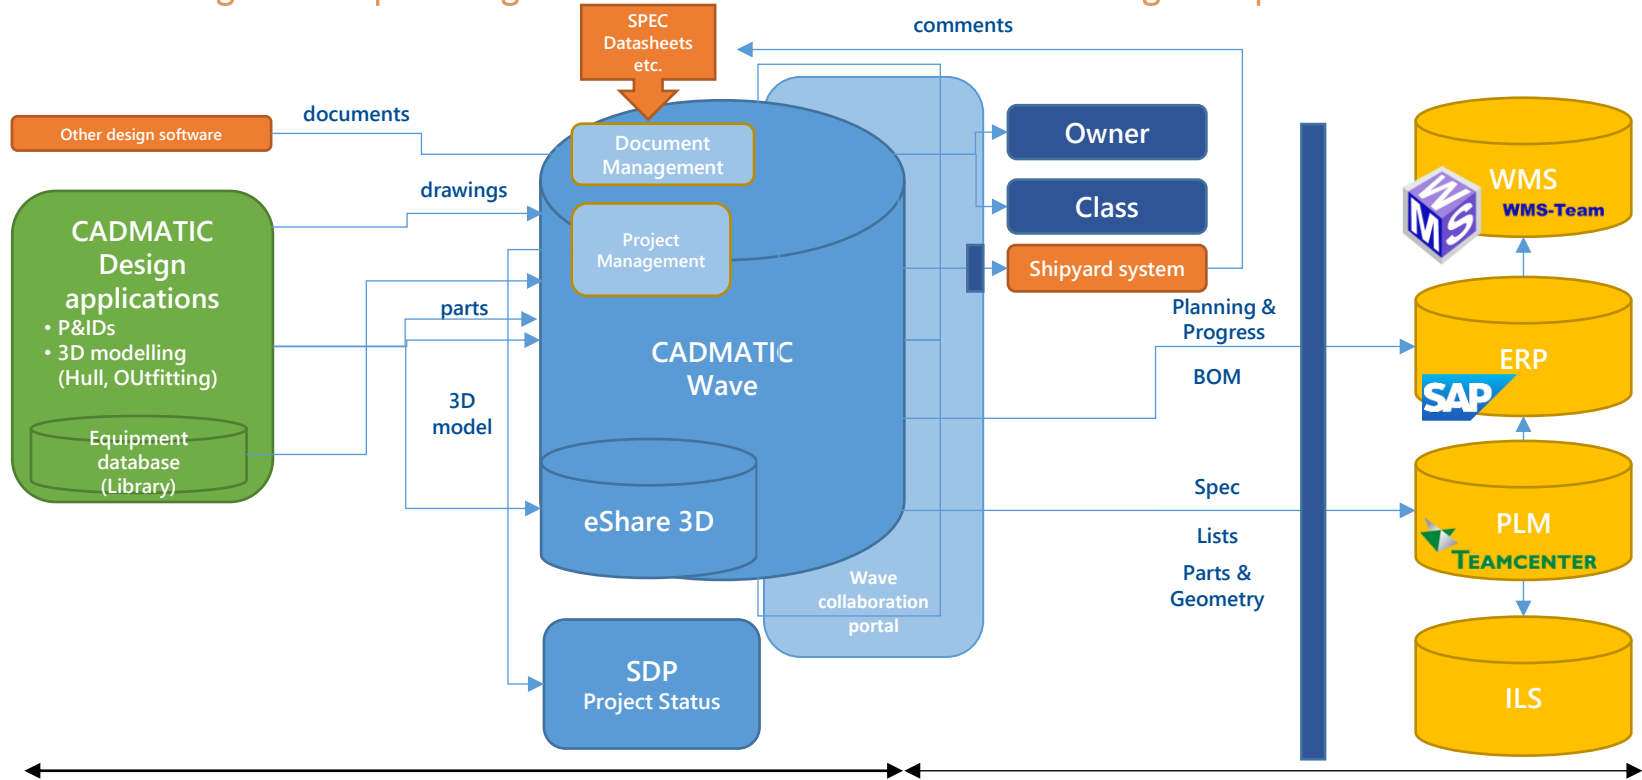 SPEC
Datasheets
etc.
comments
documents
Other design software
Document
Management
Owner
drawings
Class
CADMATIC
Design
applications
• P&IDs
• 3D modelling
(Hull, OUtfitting)
Project
Management
Shipyard system
WMS
WMS-Team
WMS
parts
Planning &
Progress
CADMATIC
Wave
BOM
ERP
SAP
3D
model
Equipment
database
(Library)
eShare 3D
Spec
Lists
Parts &
Geometry
PLM
TEAMCENTER
Wave
collaboration
portal
SDP
Project Status
ILS